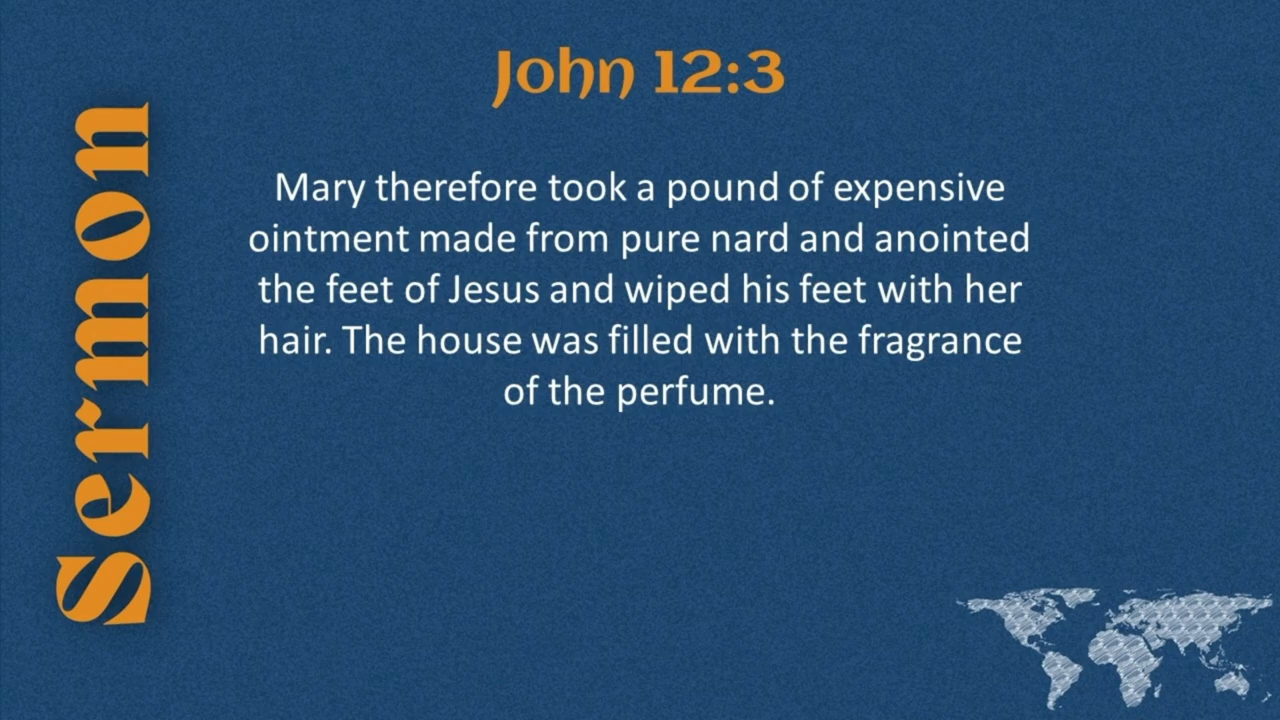 Sermon
John 12:3
Mary therefore took a pound of expensive
ointment made from pure nard and anointed
the feet of Jesus and wiped his feet with her
hair. The house was filled with the fragrance
of the perfume.